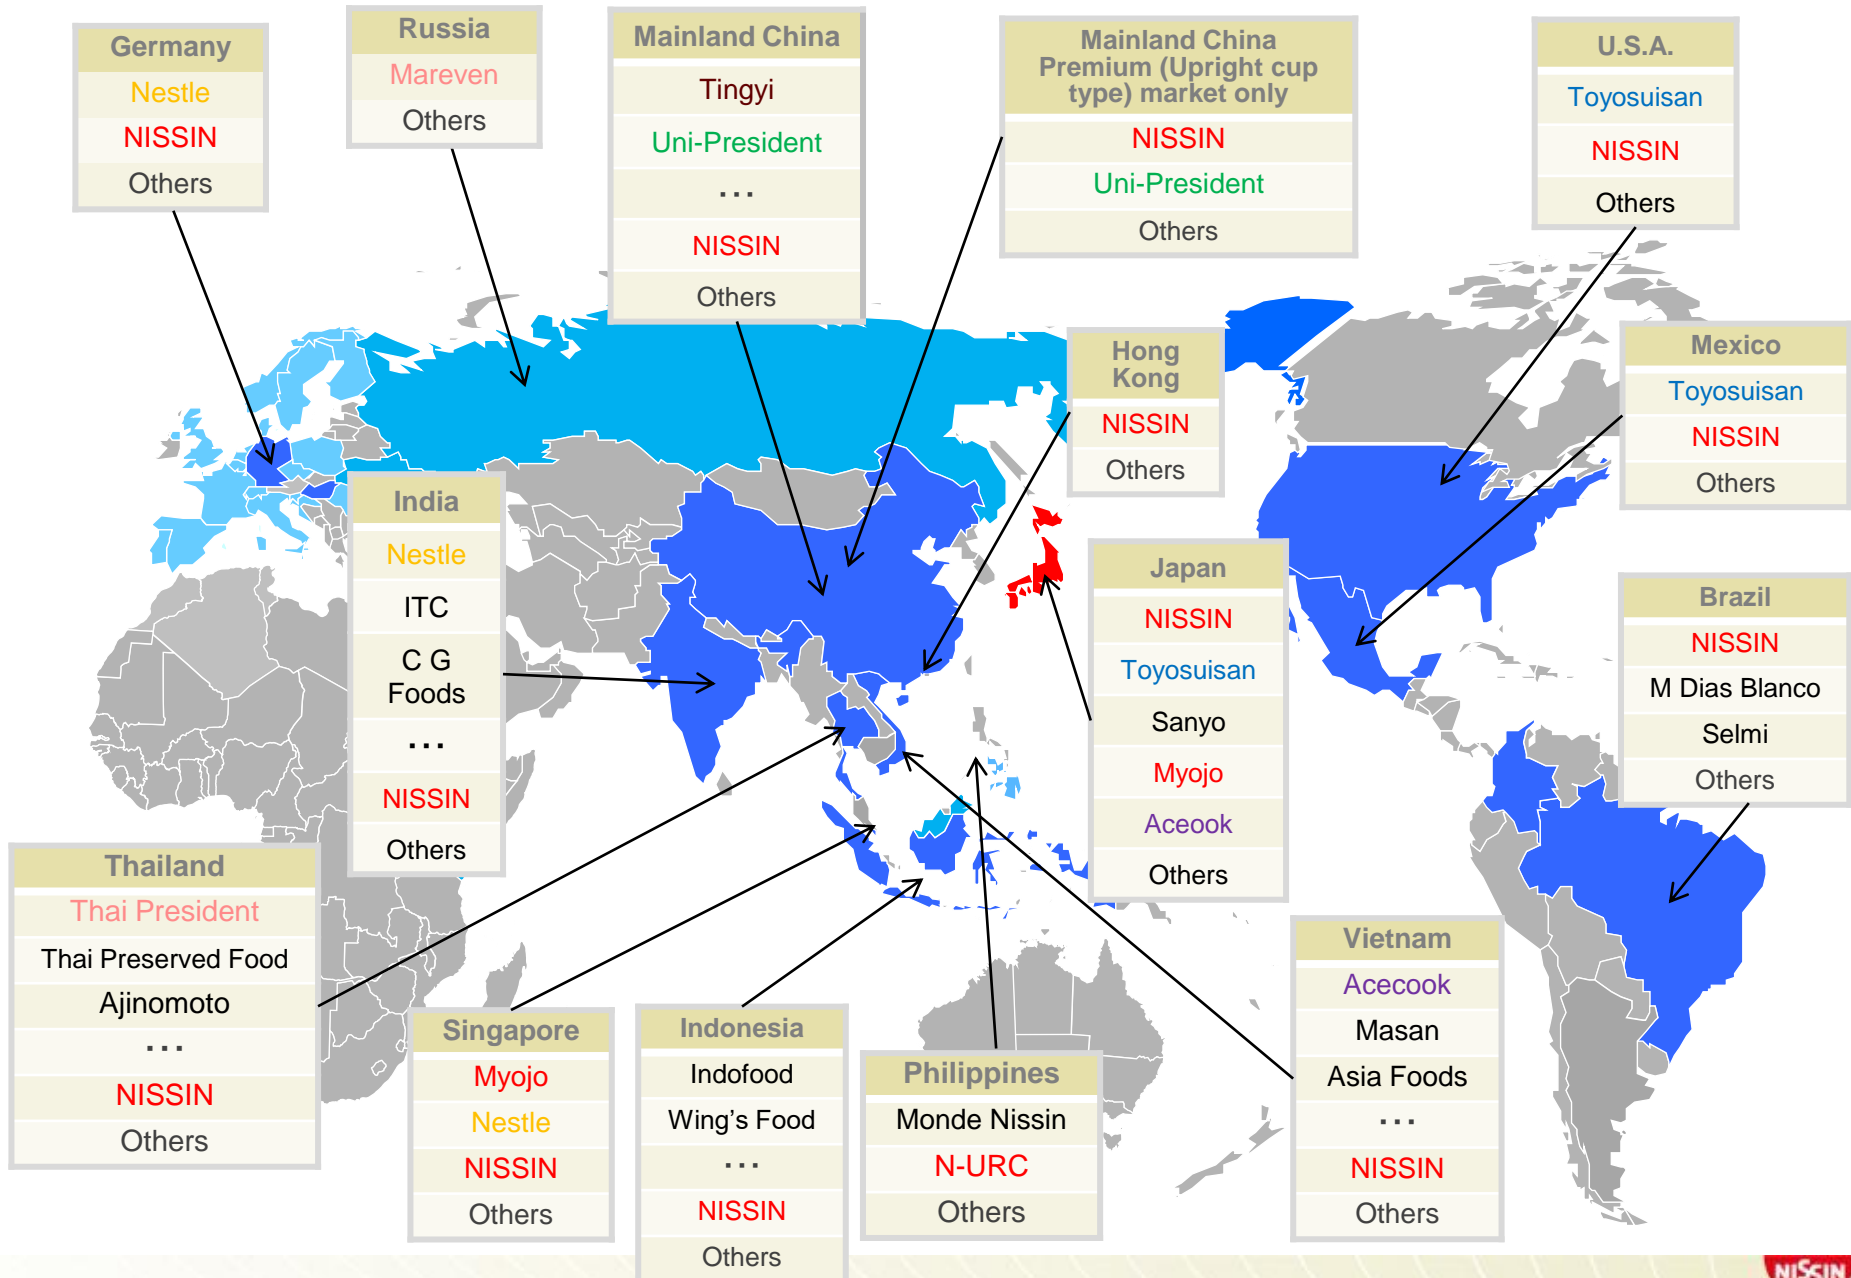 Germany
Nestle
NISSIN
Others
Russia
Mareven
Others
Mainland China
Tingyi
Uni-President
...
NISSIN
Others
Mainland China
Premium (Upright cup
type) market only
NISSIN
Uni-President
Others
U.S.A.
Toyosuisan
NISSIN
Others
Hong
Kong
NISSIN
Others
Mexico
Toyosuisan
NISSIN
Others
India
Nestle
ITC
C G
Foods
...
NISSIN
Others
Japan
NISSIN
Toyosuisan
Sanyo
Myojo
Aceook
Others
Brazil
NISSIN
M Dias Blanco
Selmi
Others
Thailand
Thai President
Thai Preserved Food
Ajinomoto
...
NISSIN
Others
Singapore
Myojo
Nestle
NISSIN
Others
Indonesia
Indofood
Wing's Food
...
NISSIN
Others
Philippines
Monde Nissin
N-URC
Others
Vietnam
Acecook
Masan
Asia Foods
...
NISSIN
Others
NISSIN